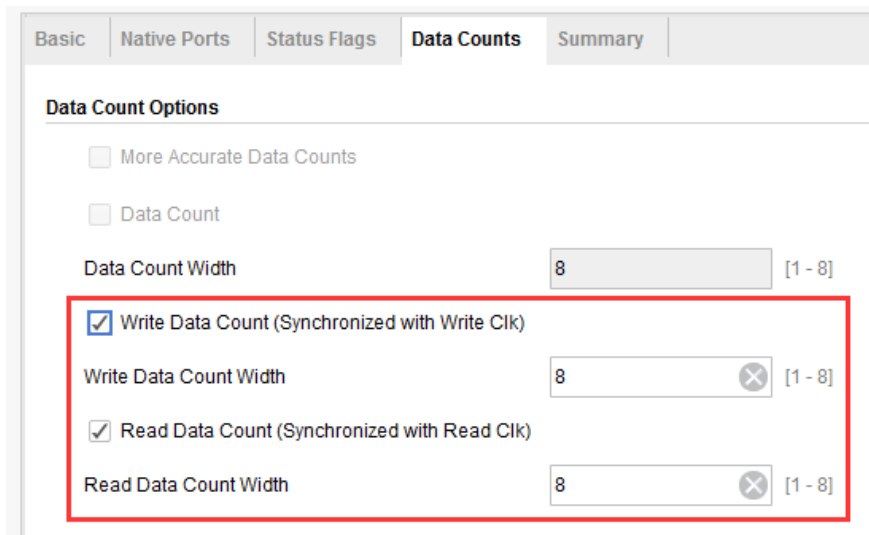 Basic Native Ports Status Flags Data Counts Summary
Data Count Options
More Accurate Data Counts
Data Count
Data Count Width 8 [1 - 8]
Write Data Count (Synchronized with Write Clk)
Write Data Count Width 8 [1 - 8]
Read Data Count (Synchronized with Read Clk)
Read Data Count Width 8 [1 - 8]